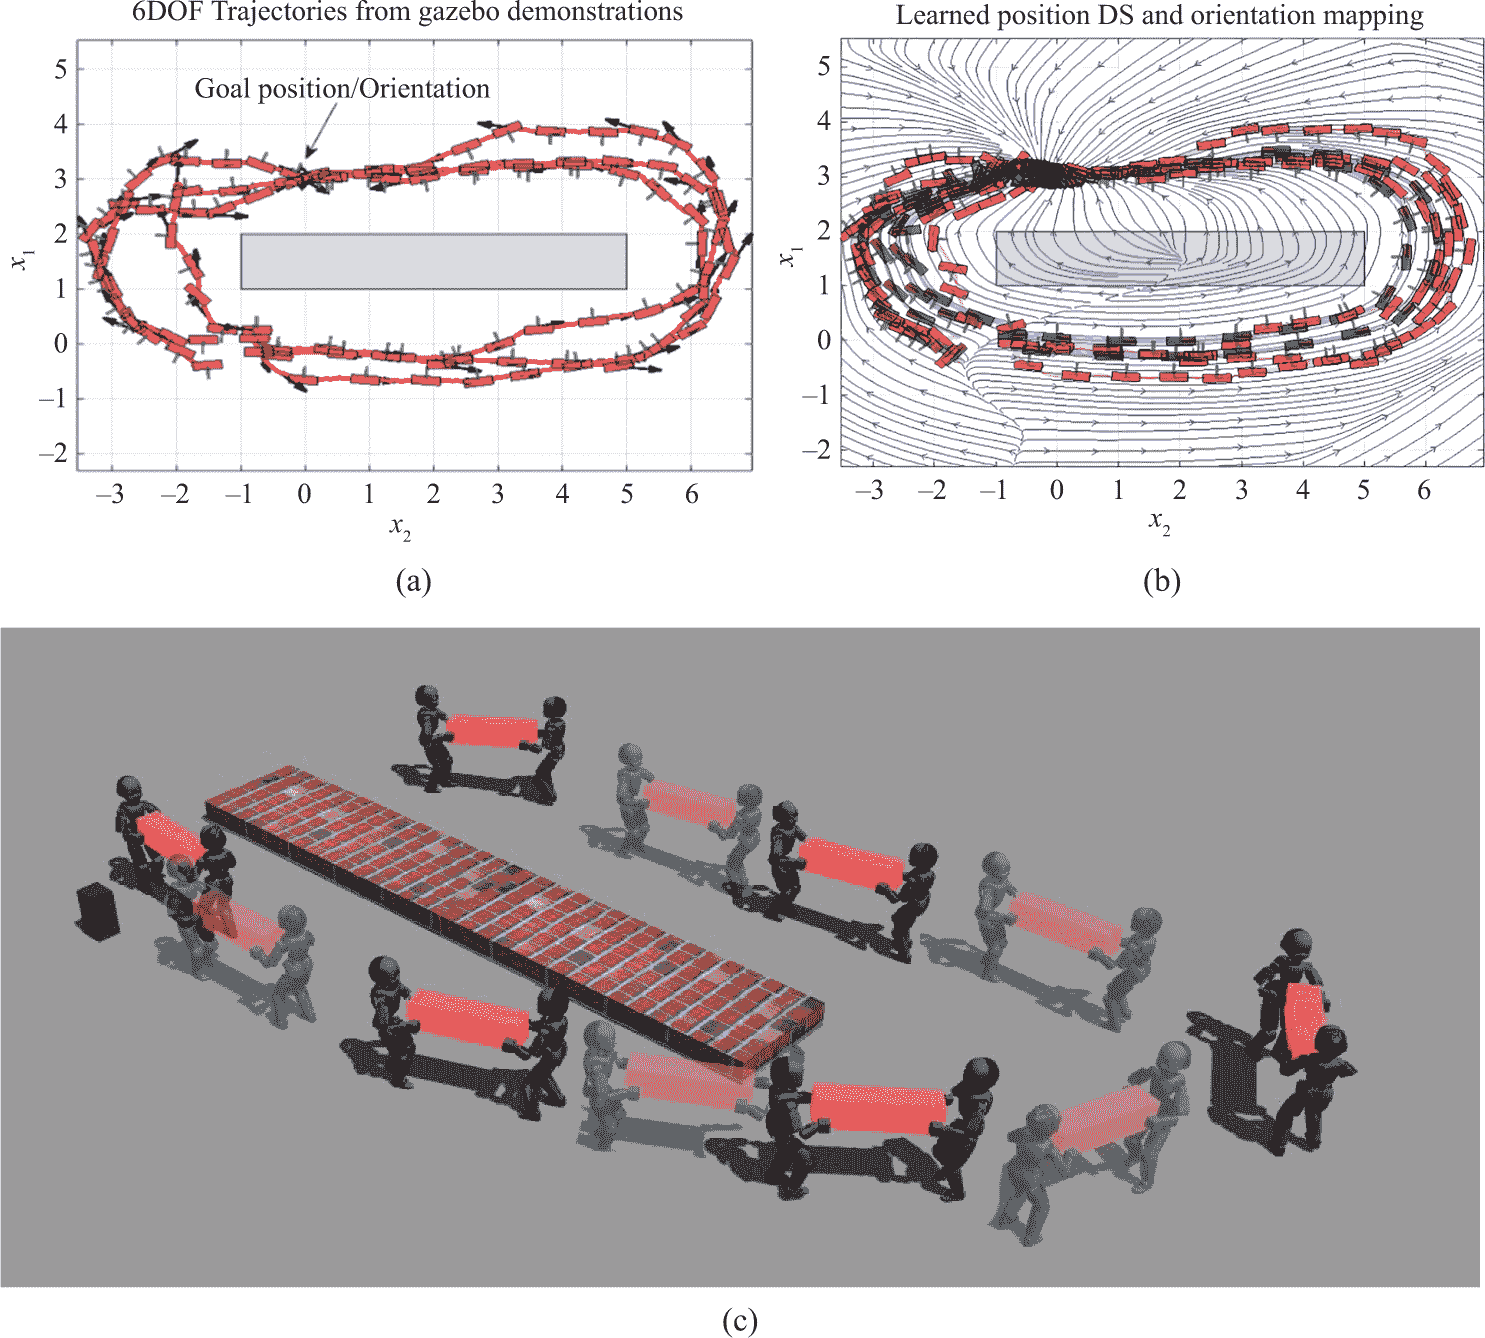 6DOF Trajectories from gazebo demonstrations
Goal position/Orientation
5
4
3
2
1
0
–1
–2
x1
–3 –2 –1 0 1 2 3 4 5 6
x2
(a)
Learned position DS and orientation mapping
5
4
3
2
1
0
–1
–2
x1
–3 –2 –1 0 1 2 3 4 5 6
x2
(b)
(c)